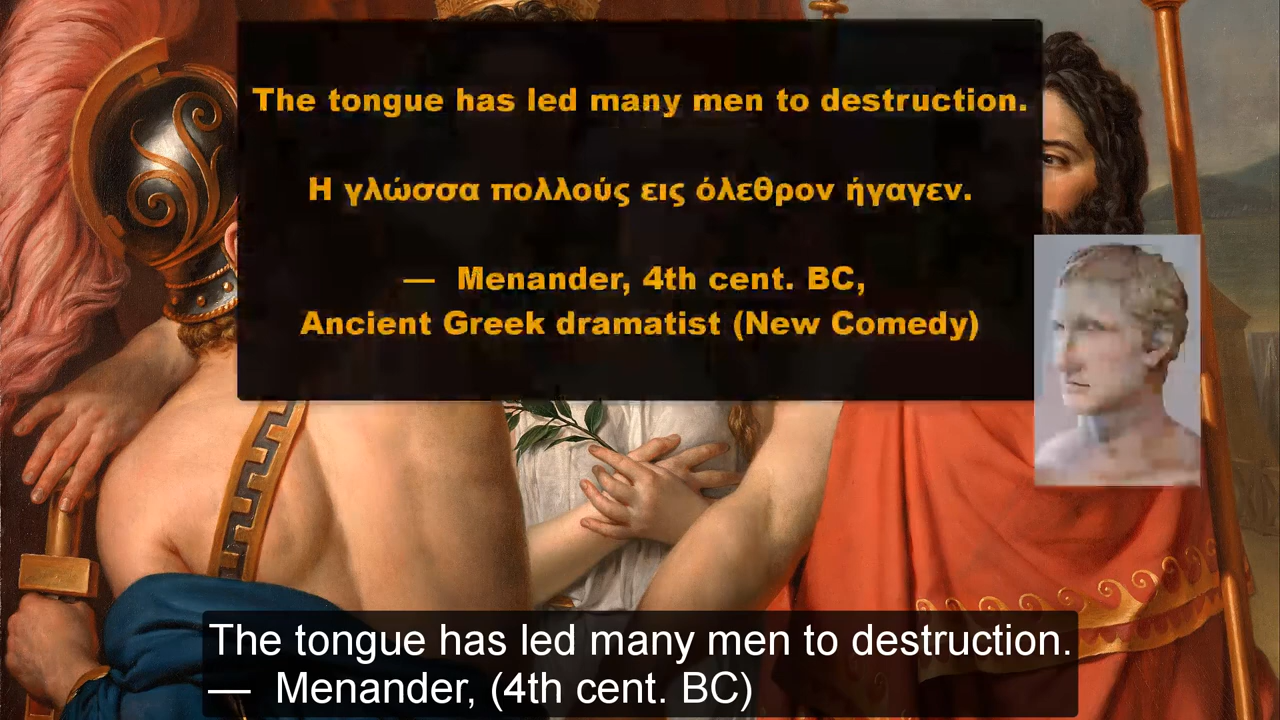 The tongue has led many men to destruction.
Η γλώσσα πολλούς εις όλεθρον ήγαγεν.
— Menander, 4th cent. BC,
Ancient Greek dramatist (New Comedy)
The tongue has led many men to destruction.
— Menander, (4th cent. BC)